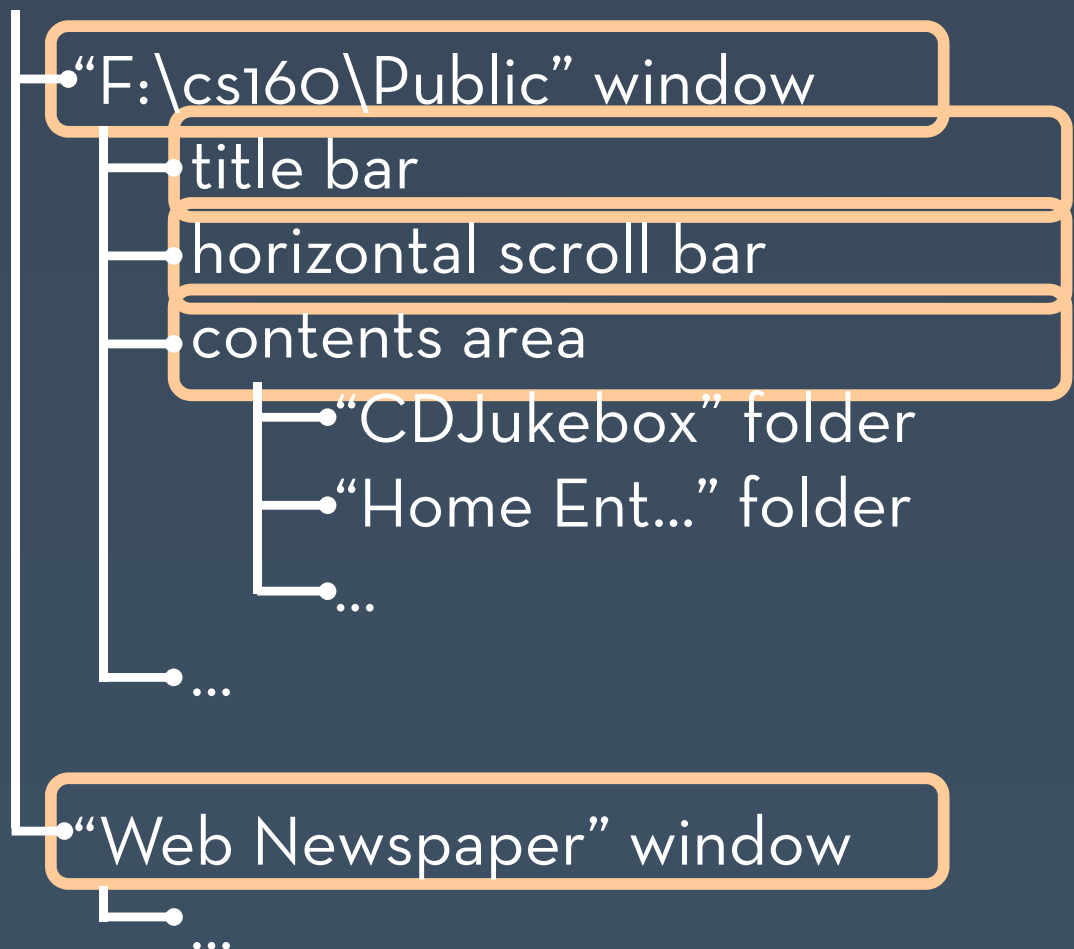 “F:\cs160\Public” window
title bar
horizontal scroll bar
contents area
“CDJukebox” folder
“Home Ent…” folder
…
…
“Web Newspaper” window
…